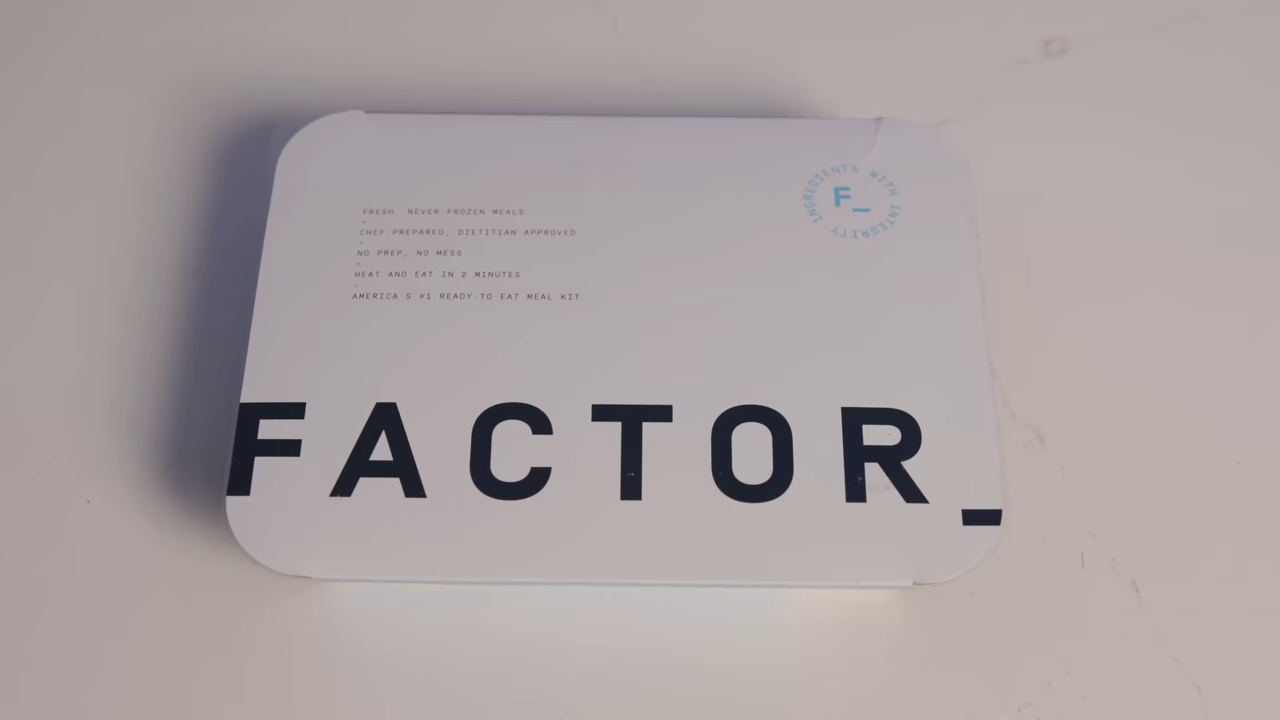 FRESH, NEVER FROZEN MEALS
CHEF-PREPARED, DIETITIAN-APPROVED
NO PREP, NO MESS
HEAT AND EAT IN 2 MINUTES
AMERICA'S #1 READY-TO-EAT MEAL KIT
INGREDIENTS WITH INTEGRITY
F_
FACTOR_